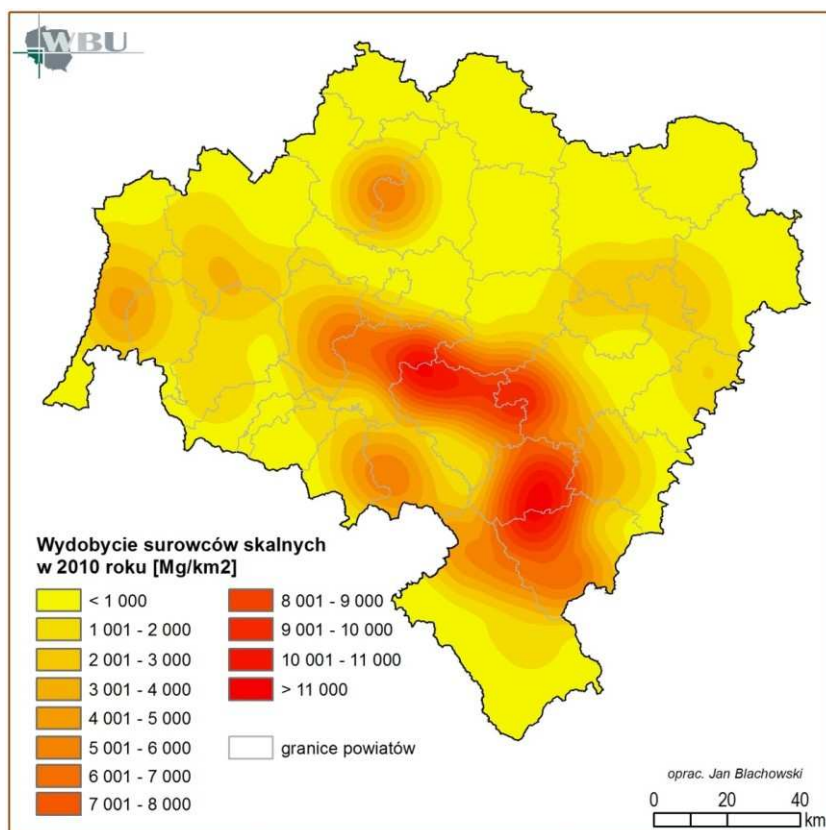 WBU
Wydobycie surowców skalnych
w 2010 roku [Mg/km2]
< 1 000
1 001 - 2 000
2 001 - 3 000
3 001 - 4 000
4 001 - 5 000
5 001 - 6 000
6 001 - 7 000
7 001 - 8 000
8 001 - 9 000
9 001 - 10 000
10 001 - 11 000
> 11 000
granice powiatów
oprac. Jan Blachowski
0 20 40
km